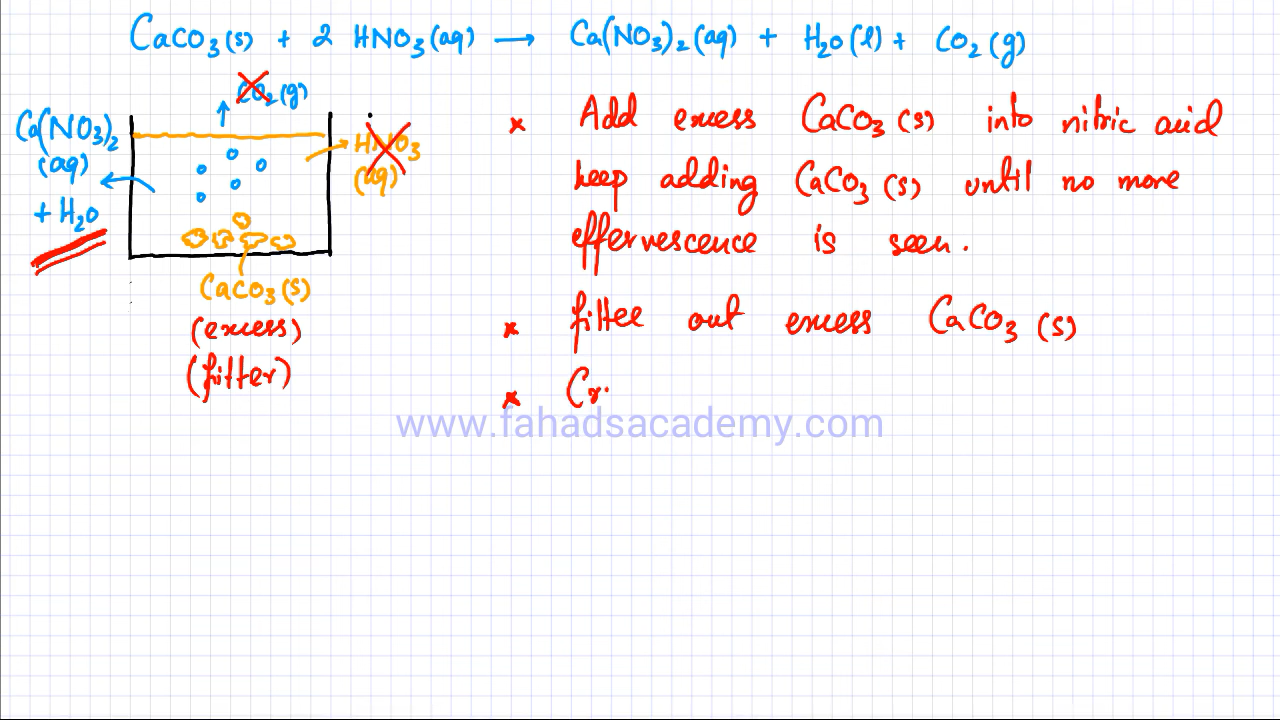 CaCO₃(s) + 2 HNO₃(aq) → Ca(NO₃)₂(aq) + H₂O(l) + CO₂(g)
CO₂(g)
Ca(NO₃)₂
(aq)
+ H₂O
HNO₃
(aq)
CaCO₃(s)
(excess)
(filter)
* Add excess CaCO₃(s) into nitric acid
keep adding CaCO₃(s) until no more
effervescence is seen.
* filter out excess CaCO₃(s)
* Cr
www.fahadsacademy.com